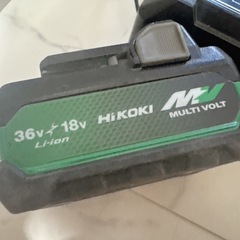 36V 18V HiKOKI MV
Li-ion MULTI VOLT